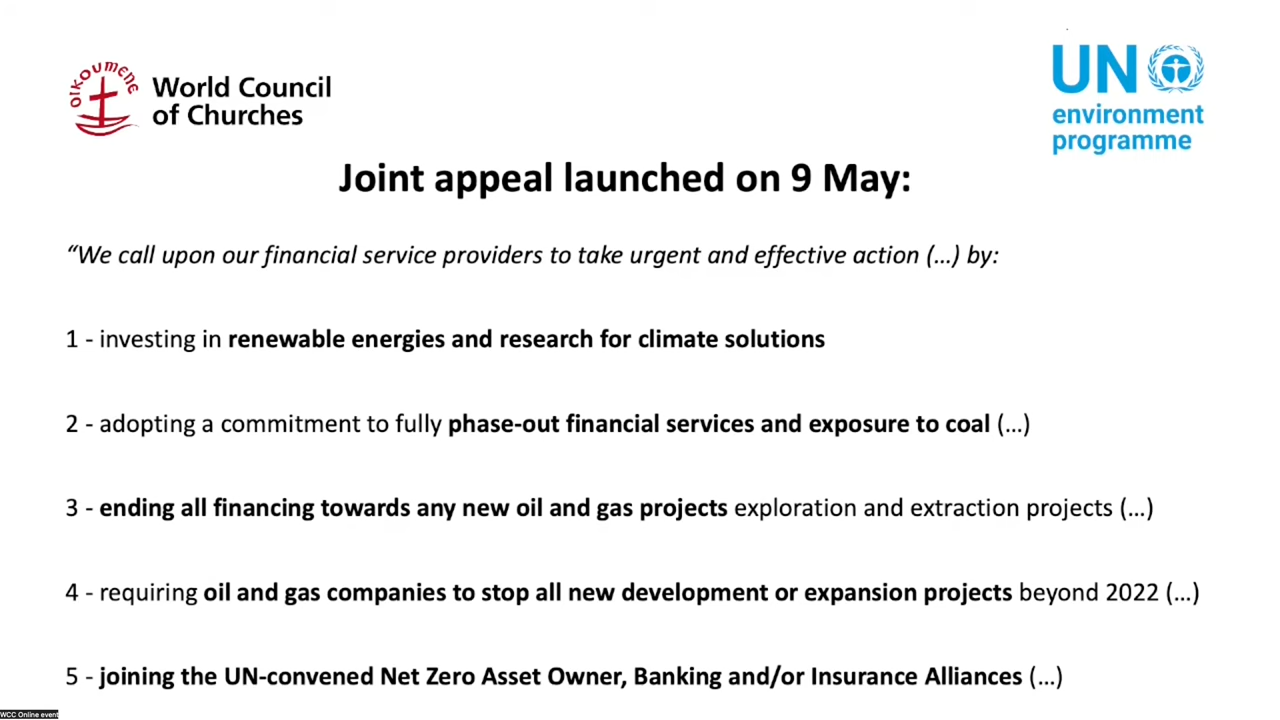 OIKOUMENE
World Council
of Churches
UN
environment
programme
Joint appeal launched on 9 May:
“We call upon our financial service providers to take urgent and effective action (...) by:
1 - investing in renewable energies and research for climate solutions
2 - adopting a commitment to fully phase-out financial services and exposure to coal (...)
3 - ending all financing towards any new oil and gas projects exploration and extraction projects (...)
4 - requiring oil and gas companies to stop all new development or expansion projects beyond 2022 (...)
5 - joining the UN-convened Net Zero Asset Owner, Banking and/or Insurance Alliances (...)
WCC Online event